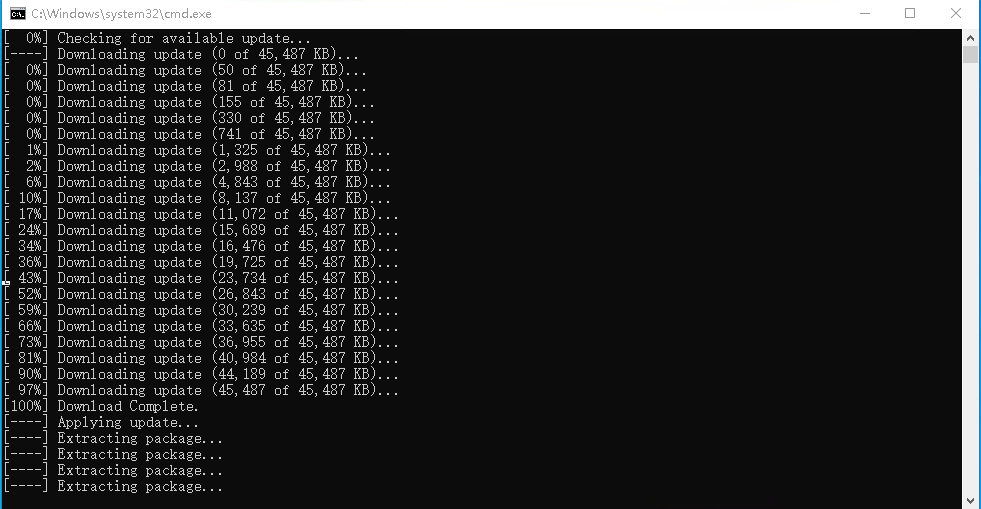 C:\Windows\system32\cmd.exe
[  0%] Checking for available update...
[----] Downloading update (0 of 45,487 KB)...
[  0%] Downloading update (50 of 45,487 KB)...
[  0%] Downloading update (81 of 45,487 KB)...
[  0%] Downloading update (155 of 45,487 KB)...
[  0%] Downloading update (330 of 45,487 KB)...
[  0%] Downloading update (741 of 45,487 KB)...
[  1%] Downloading update (1,325 of 45,487 KB)...
[  2%] Downloading update (2,988 of 45,487 KB)...
[  6%] Downloading update (4,843 of 45,487 KB)...
[ 10%] Downloading update (8,137 of 45,487 KB)...
[ 17%] Downloading update (11,072 of 45,487 KB)...
[ 24%] Downloading update (15,689 of 45,487 KB)...
[ 34%] Downloading update (16,476 of 45,487 KB)...
[ 36%] Downloading update (19,725 of 45,487 KB)...
[ 43%] Downloading update (23,734 of 45,487 KB)...
[ 52%] Downloading update (26,843 of 45,487 KB)...
[ 59%] Downloading update (30,239 of 45,487 KB)...
[ 66%] Downloading update (33,635 of 45,487 KB)...
[ 73%] Downloading update (36,955 of 45,487 KB)...
[ 81%] Downloading update (40,984 of 45,487 KB)...
[ 90%] Downloading update (44,189 of 45,487 KB)...
[ 97%] Downloading update (45,487 of 45,487 KB)...
[100%] Download Complete.
[----] Applying update...
[----] Extracting package...
[----] Extracting package...
[----] Extracting package...
[----] Extracting package...